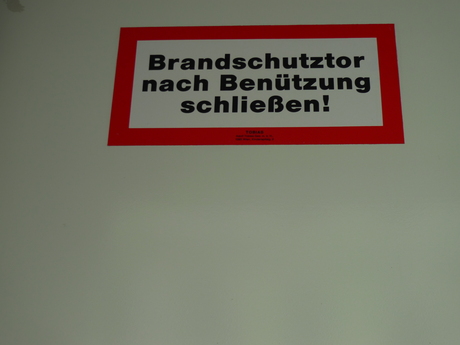 Brandschutztor
nach Benützung
schließen!